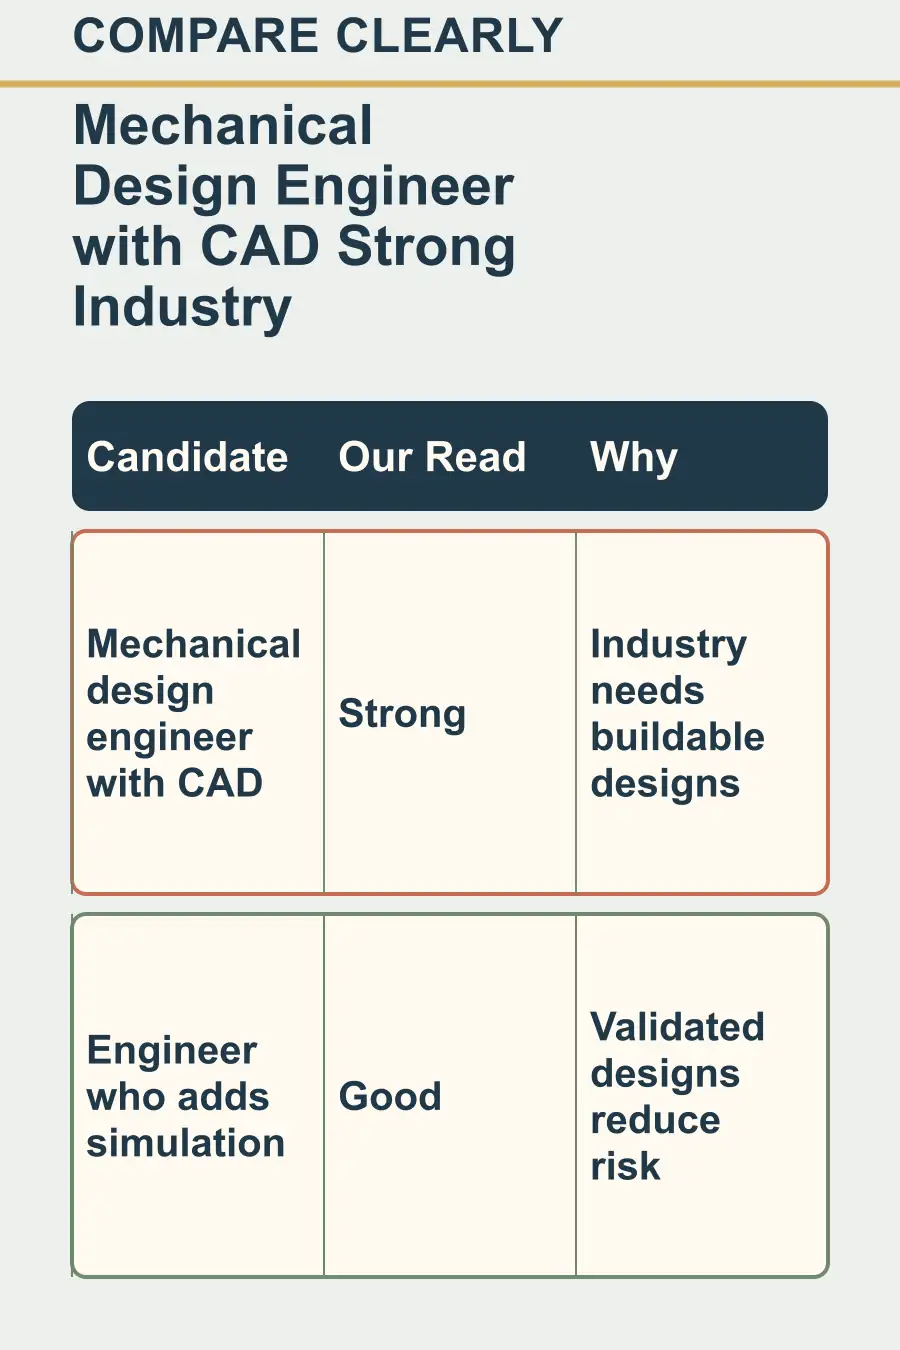 COMPARE CLEARLY
Mechanical
Design Engineer
with CAD Strong
Industry
Candidate Our Read Why
Mechanical
design
engineer
with CAD
Strong
Industry
needs
buildable
designs
Engineer
who adds
simulation
Good
Validated
designs
reduce
risk